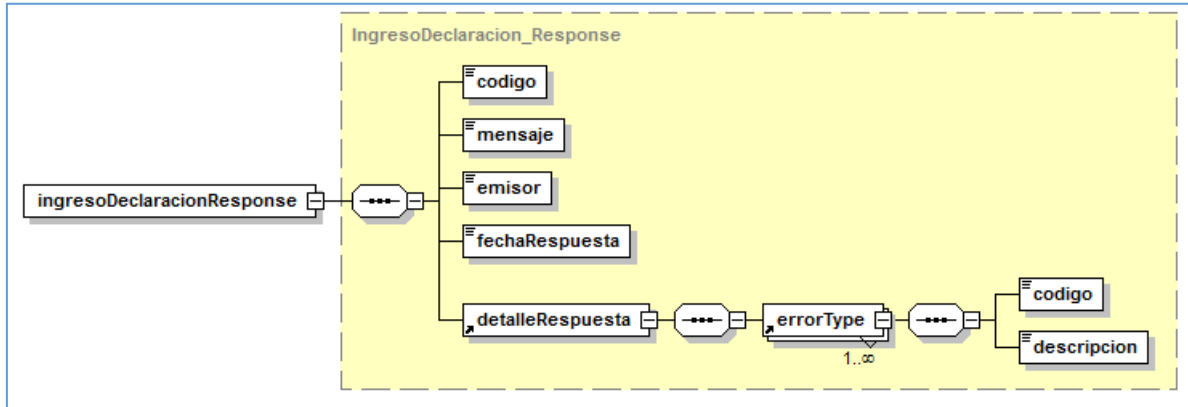 IngresoDeclaracion_Response
codigo
mensaje
emisor
ingresoDeclaracionResponse
fechaRespuesta
detalleRespuesta
errorType
1..∞
codigo
descripcion